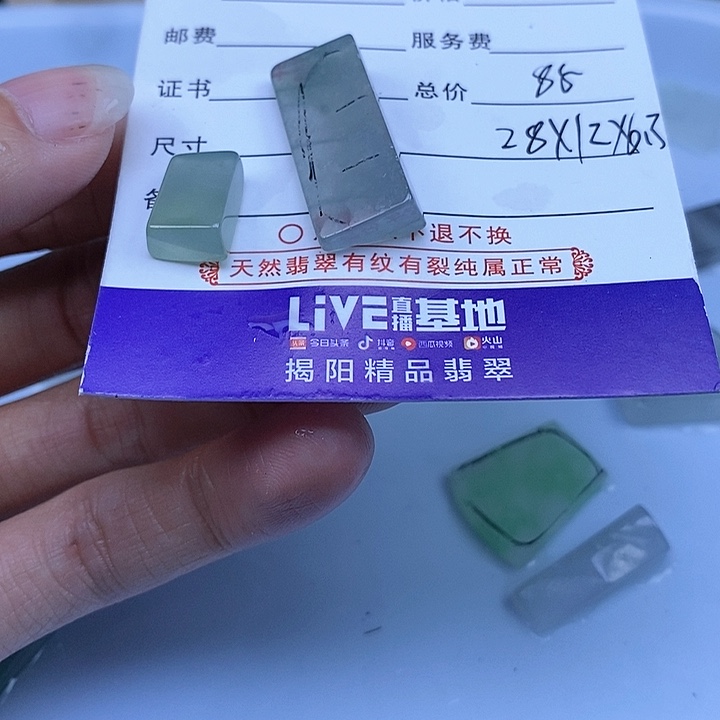 邮费 服务费
证书 总价 85
尺寸 28X12X6.3
不退不换
天然翡翠有纹有裂纯属正常
LiVE直播基地
今日头条 抖音 西瓜视频 火山
揭阳精品翡翠